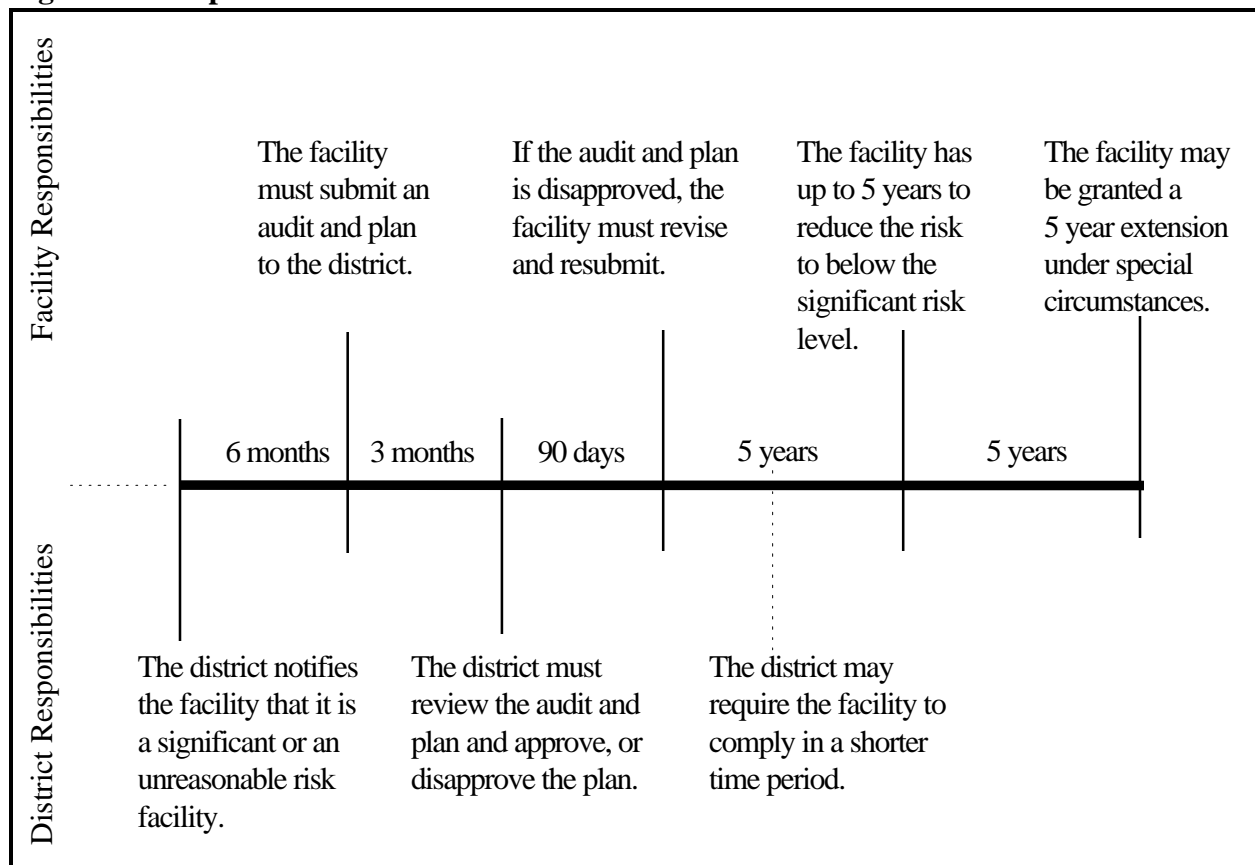 Facility Responsibilities
The facility
must submit an
audit and plan
to the district.
If the audit and plan
is disapproved, the
facility must revise
and resubmit.
The facility has
up to 5 years to
reduce the risk
to below the
significant risk
level.
The facility may
be granted a
5 year extension
under special
circumstances.
6 months
3 months
90 days
5 years
5 years
District Responsibilities
The district notifies
the facility that it is
a significant or an
unreasonable risk
facility.
The district must
review the audit and
plan and approve, or
disapprove the plan.
The district may
require the facility to
comply in a shorter
time period.